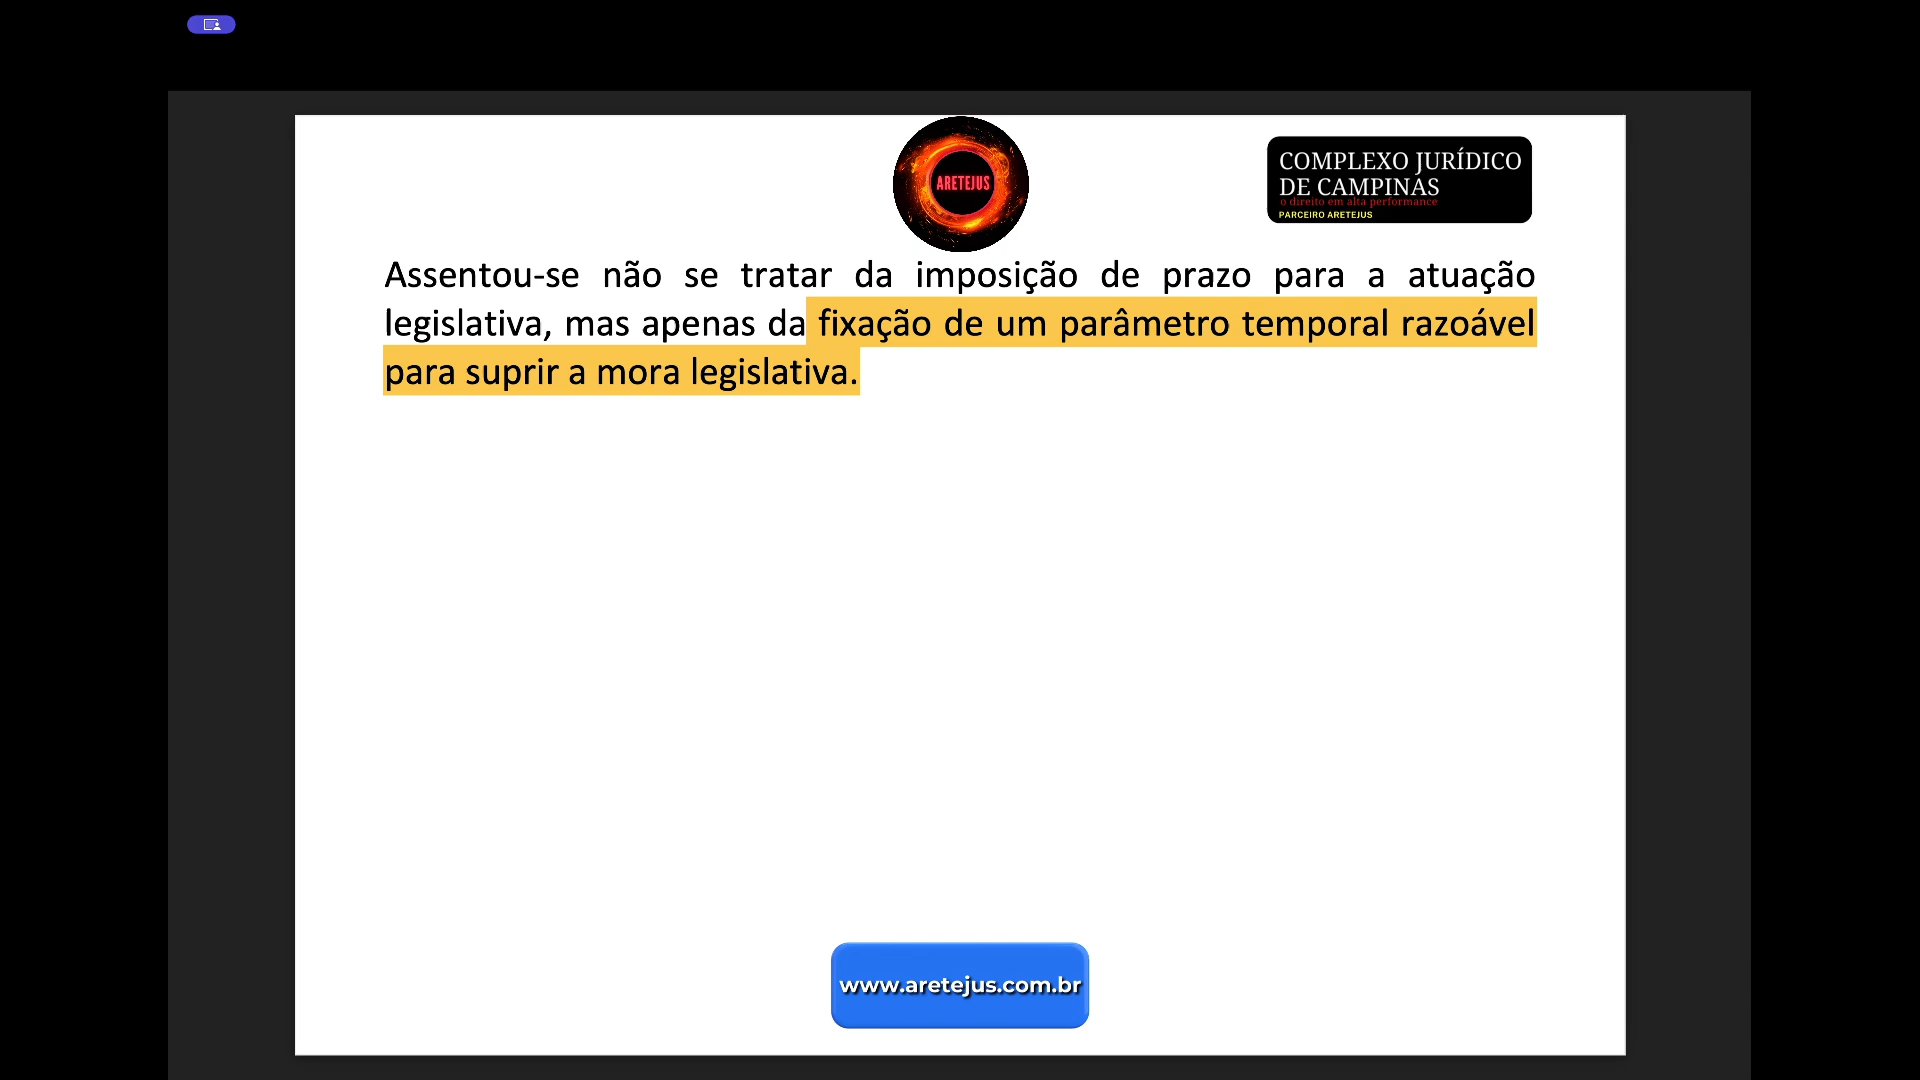 ARETEJUS
COMPLEXO JURÍDICO
DE CAMPINAS
o direito em alta performance
PARCEIRO ARETEJUS
Assentou-se não se tratar da imposição de prazo para a atuação
legislativa, mas apenas da fixação de um parâmetro temporal razoável
para suprir a mora legislativa.
www.aretejus.com.br